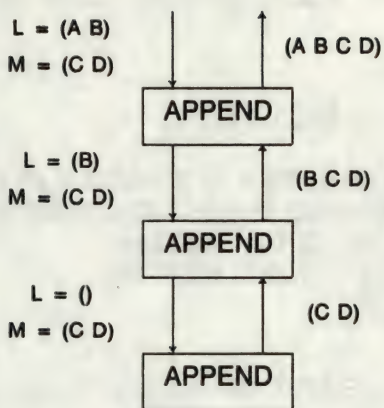 L = (A B)
M = (C D)
(A B C D)
APPEND
L = (B)
M = (C D)
(B C D)
APPEND
L = ()
M = (C D)
(C D)
APPEND